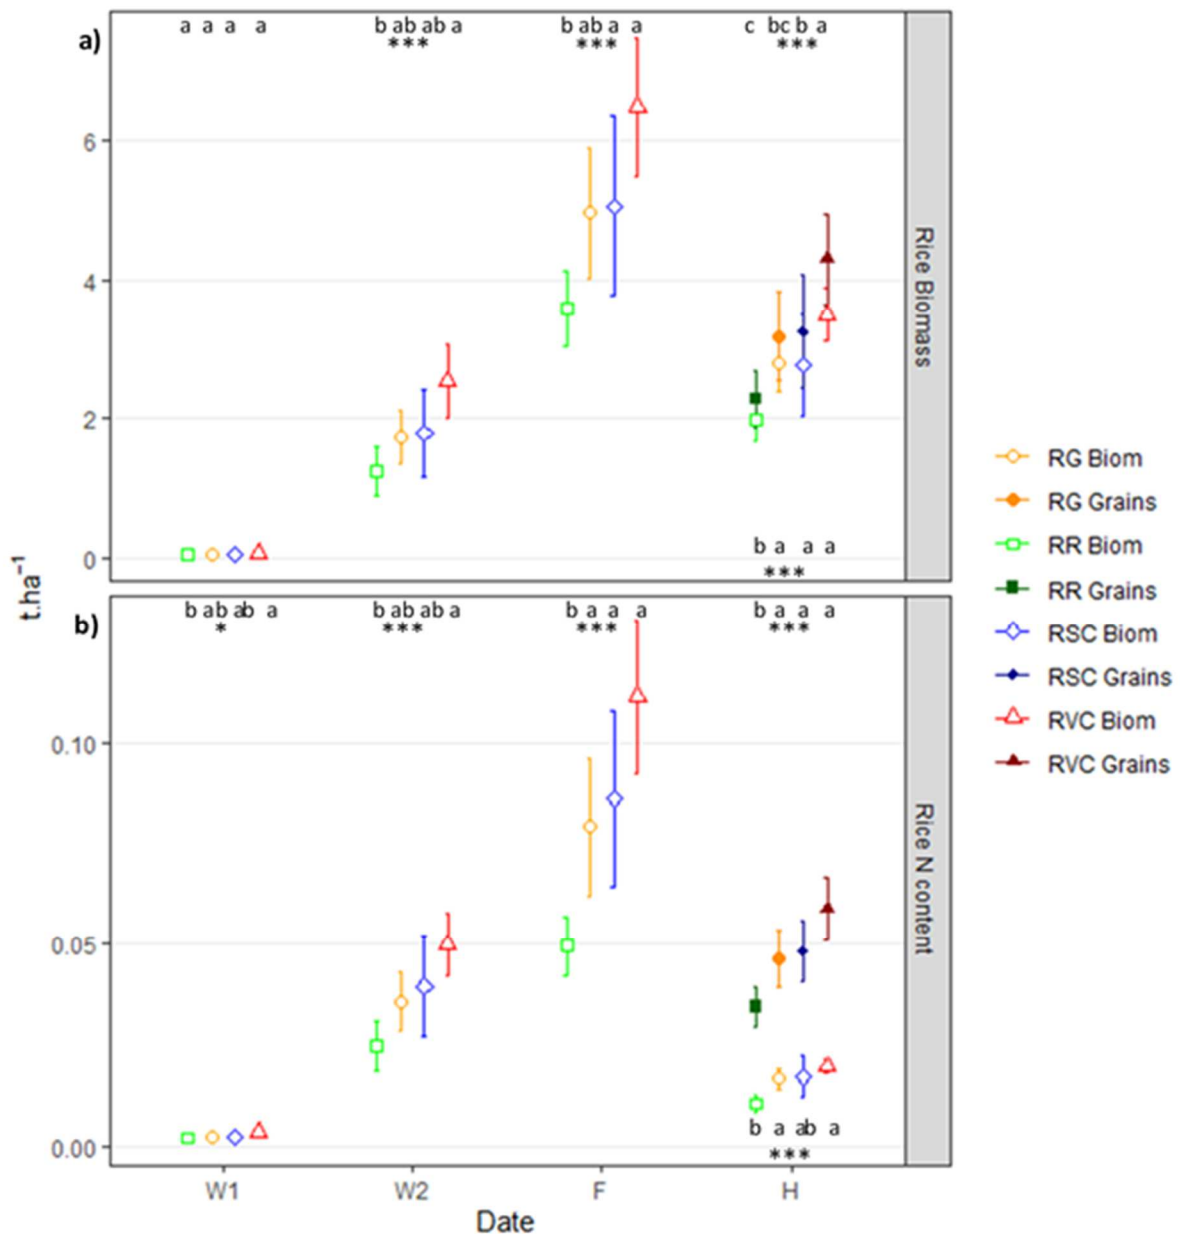 a)
a a a a
b ab ab a
***
b ab a a
***
c bc b a
***
6
4
2
0
b a a a
***
Rice Biomass
t.ha⁻¹
b)
b ab ab a
*
b ab ab a
***
b a a a
***
b a a a
***
0.10
0.05
0.00
b a ab a
***
Rice N content
W1 W2 F H
Date
RG Biom
RG Grains
RR Biom
RR Grains
RSC Biom
RSC Grains
RVC Biom
RVC Grains